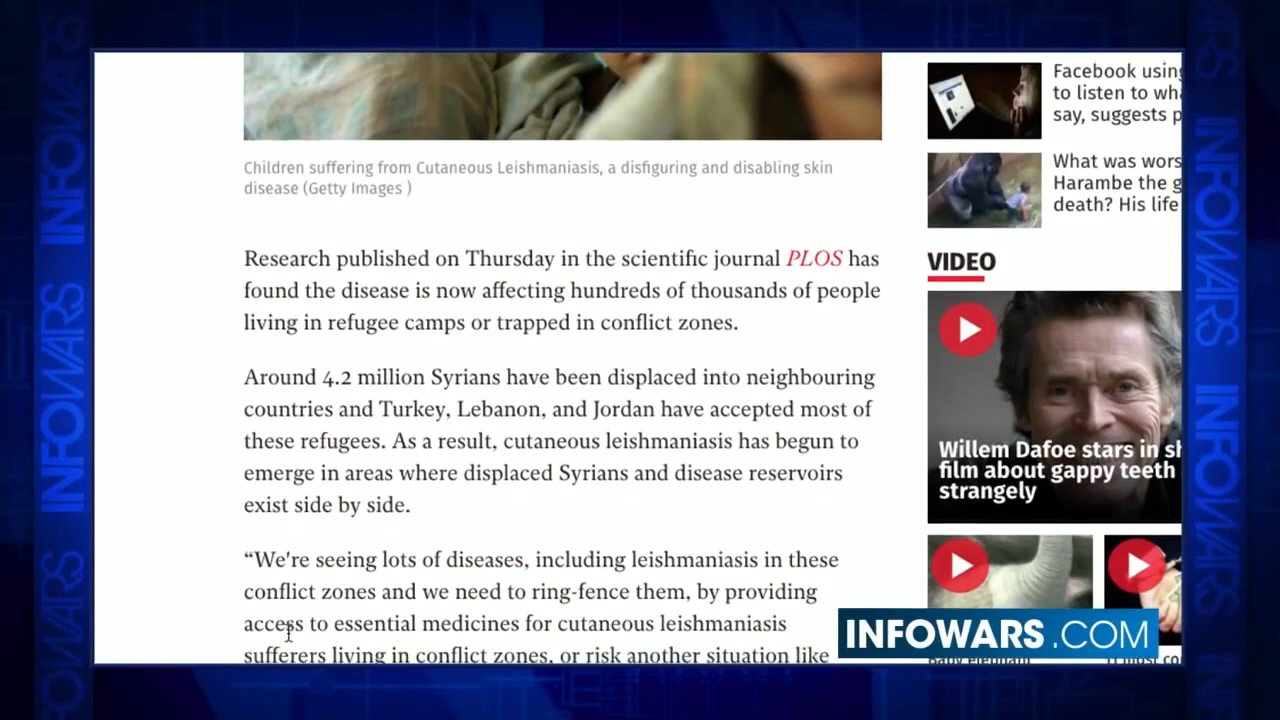 Children suffering from Cutaneous Leishmaniasis, a disfiguring and disabling skin
disease (Getty Images )
Research published on Thursday in the scientific journal PLOS has
found the disease is now affecting hundreds of thousands of people
living in refugee camps or trapped in conflict zones.
Around 4.2 million Syrians have been displaced into neighbouring
countries and Turkey, Lebanon, and Jordan have accepted most of
these refugees. As a result, cutaneous leishmaniasis has begun to
emerge in areas where displaced Syrians and disease reservoirs
exist side by side.
“We're seeing lots of diseases, including leishmaniasis in these
conflict zones and we need to ring-fence them, by providing
access to essential medicines for cutaneous leishmaniasis
sufferers living in conflict zones, or risk another situation like
Facebook using
to listen to
say, suggests
What was
Harambe the
death? His life
VIDEO
Willem Dafoe stars in
film about gappy teeth
strangely
Baby elephant
INFOWARS.COM
INFOWARS
INFOWARS
INFOWARS
INFOWARS
INFOWARS